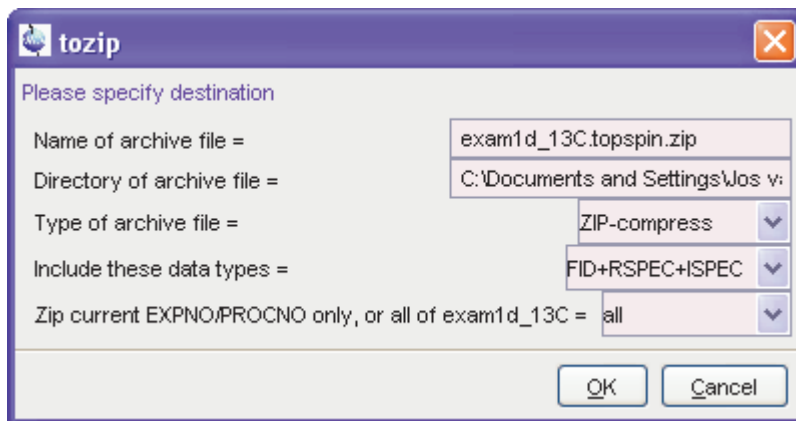 tozip
Please specify destination
Name of archive file = exam1d_13C.topspin.zip
Directory of archive file = C:\Documents and Settings\Jos
Type of archive file = ZIP-compress
Include these data types = FID+RSPEC+ISPEC
Zip current EXPNO/PROCNO only, or all of exam1d_13C = all
OK Cancel